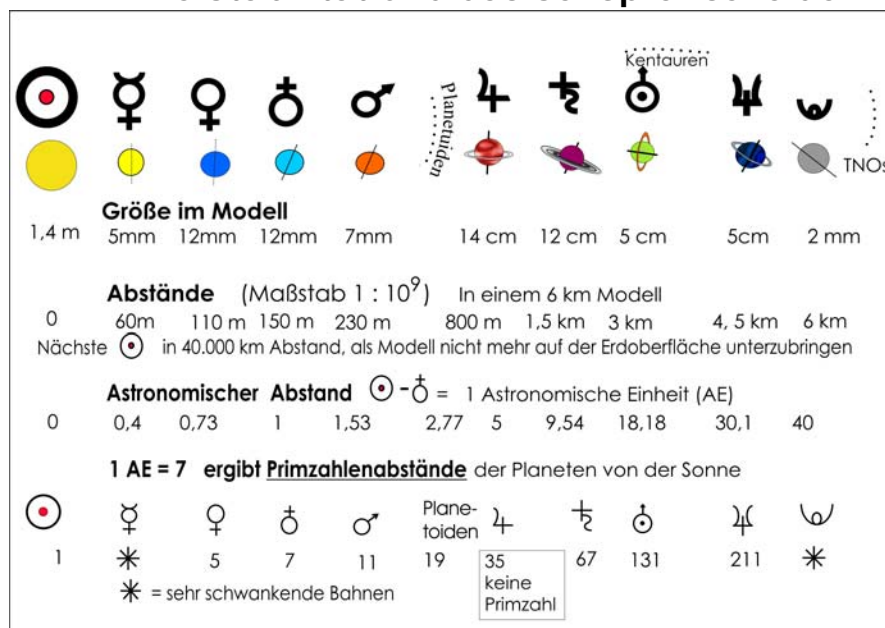 Kentauren
Planetuiden
TNOs
Größe im Modell
1,4 m 5mm 12mm 12mm 7mm 14 cm 12 cm 5 cm 5cm 2 mm
Abstände (Maßstab 1 : 10⁹) In einem 6 km Modell
0 60m 110 m 150 m 230 m 800 m 1,5 km 3 km 4, 5 km 6 km
Nächste ☉ in 40.000 km Abstand, als Modell nicht mehr auf der Erdoberfläche unterzubringen
Astronomischer Abstand ☉ - ♁ = 1 Astronomische Einheit (AE)
0 0,4 0,73 1 1,53 2,77 5 9,54 18,18 30,1 40
1 AE = 7 ergibt Primzahlenabstände der Planeten von der Sonne
Plane-
toiden
1 ✳ 5 7 11 19 35 67 131 211 ✳
keine
Primzahl
✳ = sehr schwankende Bahnen